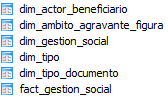 dim_actor_beneficiario
dim_ambito_agravante_figura
dim_gestion_social
dim_tipo
dim_tipo_documento
fact_gestion_social